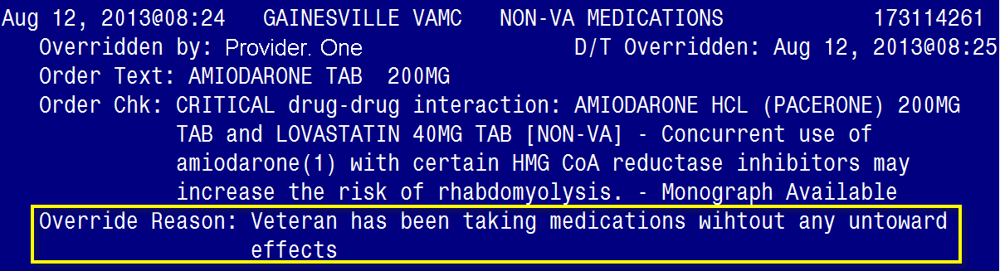 Aug 12, 2013@08:24 GAINESVILLE VAMC NON-VA MEDICATIONS 173114261
Overridden by: Provider. One D/T Overridden: Aug 12, 2013@08:25
Order Text: AMIODARONE TAB 200MG
Order Chk: CRITICAL drug-drug interaction: AMIODARONE HCL (PACERONE) 200MG
TAB and LOVASTATIN 40MG TAB [NON-VA] - Concurrent use of
amiodarone(1) with certain HMG CoA reductase inhibitors may
increase the risk of rhabdomyolysis. - Monograph Available
Override Reason: Veteran has been taking medications wihtout any untoward
effects